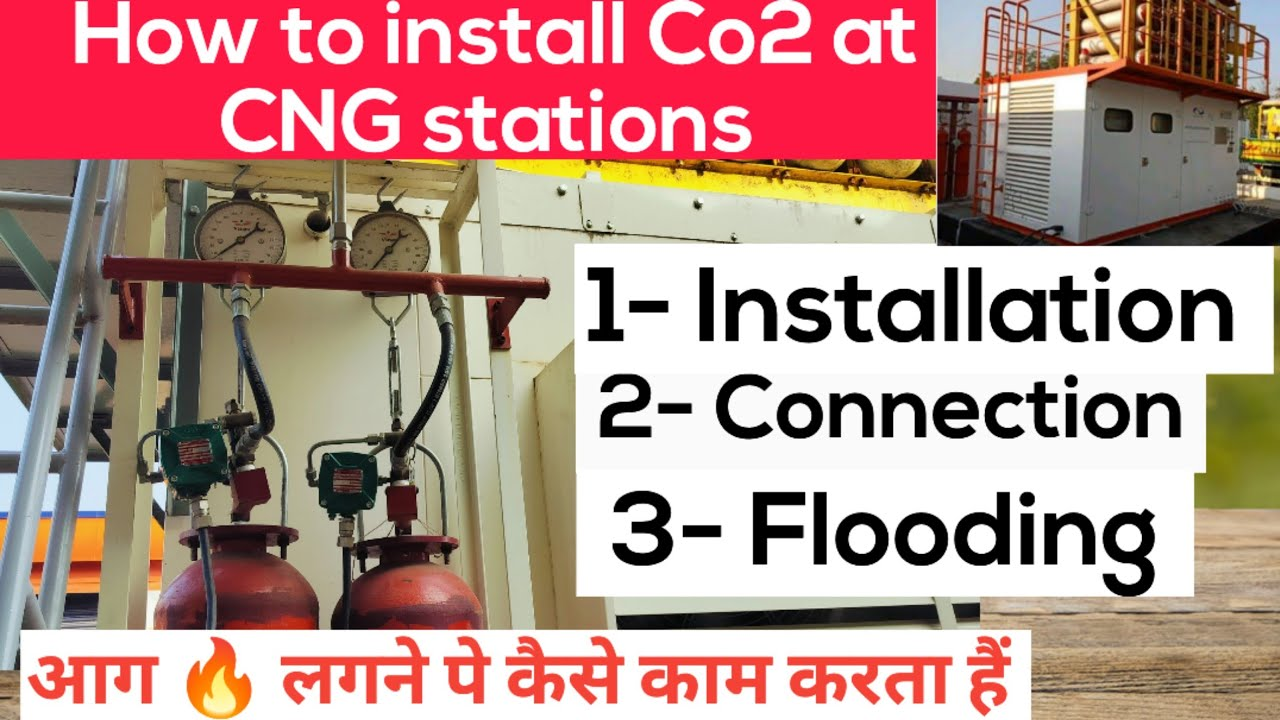 How to install Co2 at
CNG stations
1- Installation
2- Connection
3- Flooding
आग 🔥 लगने पे कैसे काम करता हैं